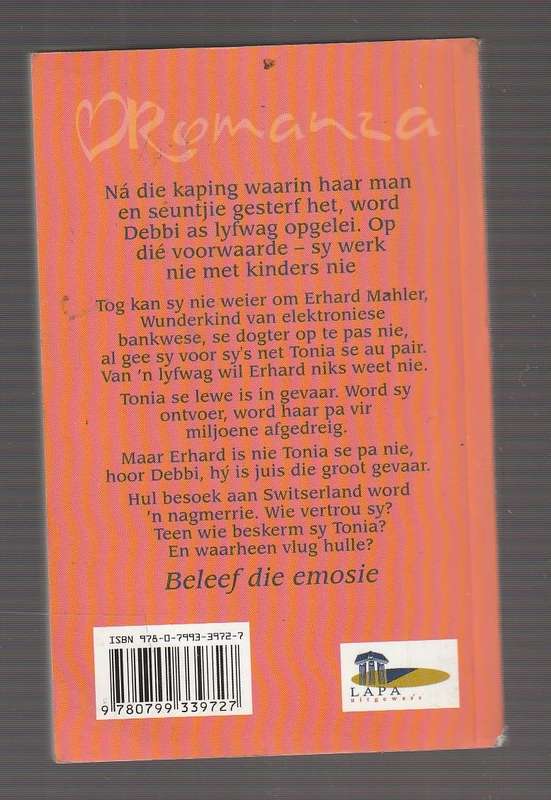 Romanza
Ná die kaping waarin haar man
en seuntjie gesterf het, word
Debbi as lyfwag opgelei. Op
dié voorwaarde – sy werk
nie met kinders nie
Tog kan sy nie weier om Erhard Mahler,
Wunderkind van elektroniese
bankwese, se dogter op te pas nie,
al gee sy voor sy's net Tonia se au pair.
Van 'n lyfwag wil Erhard niks weet nie.
Tonia se lewe is in gevaar. Word sy
ontvoer, word haar pa vir
miljoene afgedreig.
Maar Erhard is nie Tonia se pa nie,
hoor Debbi, hý is juis die groot gevaar.
Hul besoek aan Switserland word
'n nagmerrie. Wie vertrou sy?
Teen wie beskerm sy Tonia?
En waarheen vlug hulle?
Beleef die emosie
ISBN 978-0-7993-3972-7
9 780799 339727
LAPA
uitgewers